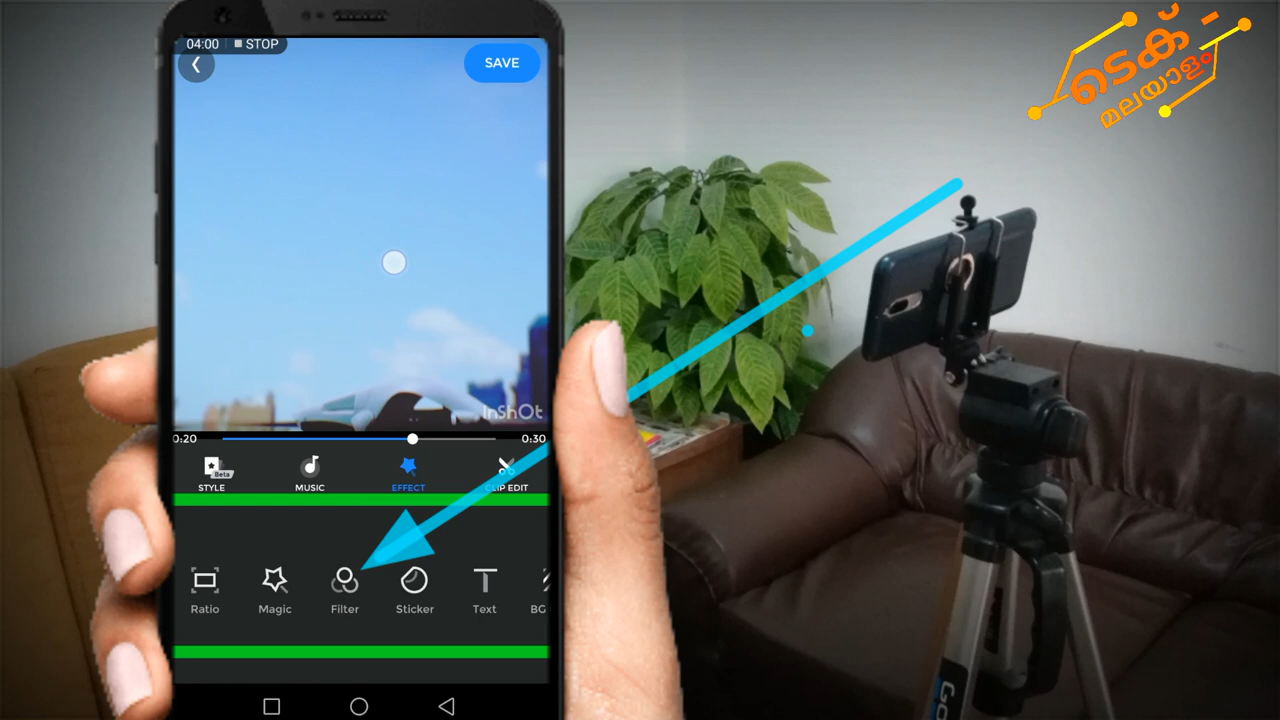 04:00 STOP
SAVE
ടെക്
മലയാളം
InShOt
0:20 0:30
Beta
STYLE MUSIC EFFECT CLIP EDIT
Ratio Magic Filter Sticker Text BG
GO